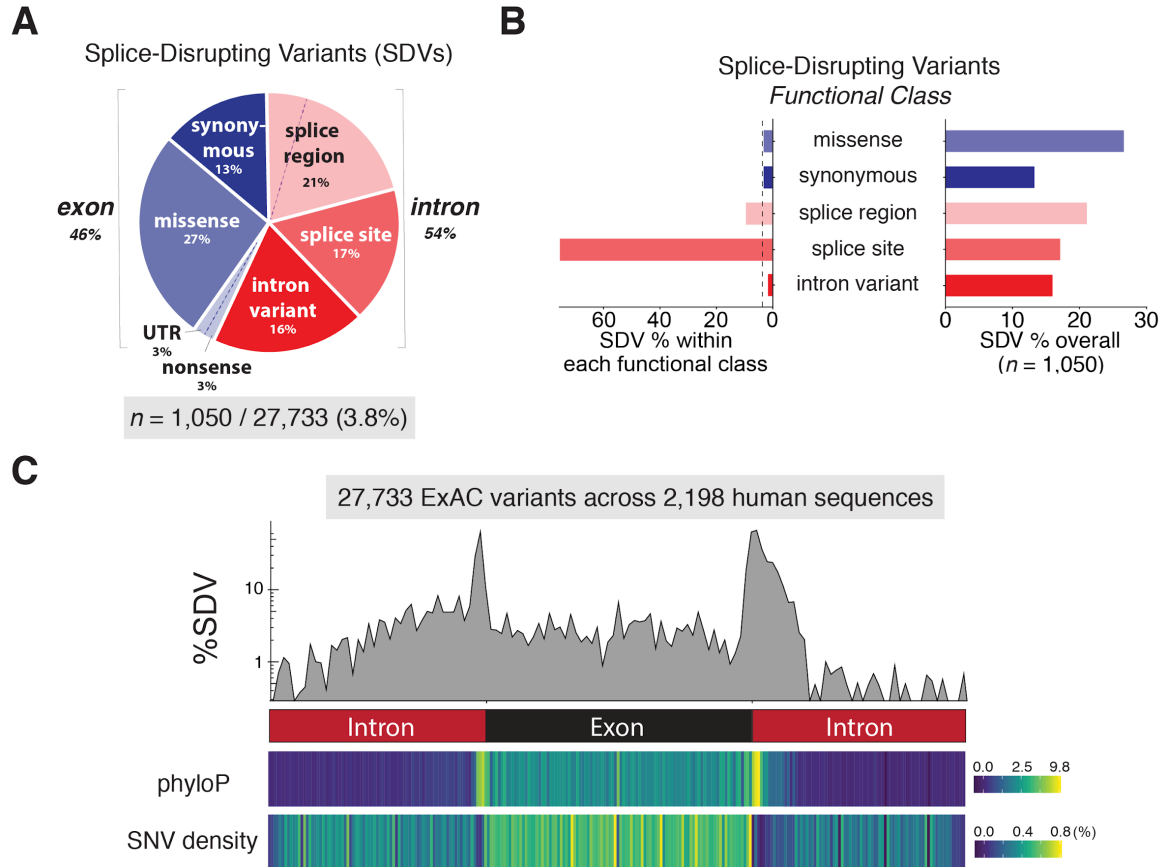 A
Splice-Disrupting Variants (SDVs)
synony-
mous
13%
splice
region
21%
exon
46%
missense
27%
splice site
17%
intron
54%
intron
variant
16%
UTR
3%
nonsense
3%
n = 1,050 / 27,733 (3.8%)
B
Splice-Disrupting Variants
Functional Class
missense
synonymous
splice region
splice site
intron variant
60 40 20 0
SDV % within
each functional class
0 10 20 30
SDV % overall
(n = 1,050)
C
27,733 ExAC variants across 2,198 human sequences
%SDV
10
1
Intron Exon Intron
phyloP
0.0 2.5 9.8
SNV density
0.0 0.4 0.8 (%)